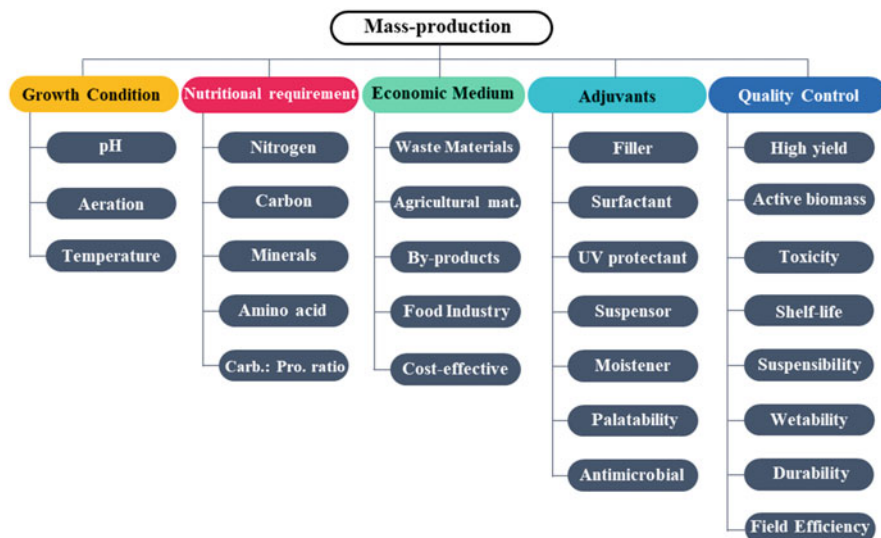 Mass-production
Growth Condition
pH
Aeration
Temperature
Nutritional requirement
Nitrogen
Carbon
Minerals
Amino acid
Carb.: Pro. ratio
Economic Medium
Waste Materials
Agricultural mat.
By-products
Food Industry
Cost-effective
Adjuvants
Filler
Surfactant
UV protectant
Suspensor
Moistener
Palatability
Antimicrobial
Quality Control
High yield
Active biomass
Toxicity
Shelf-life
Suspensibility
Wetability
Durability
Field Efficiency